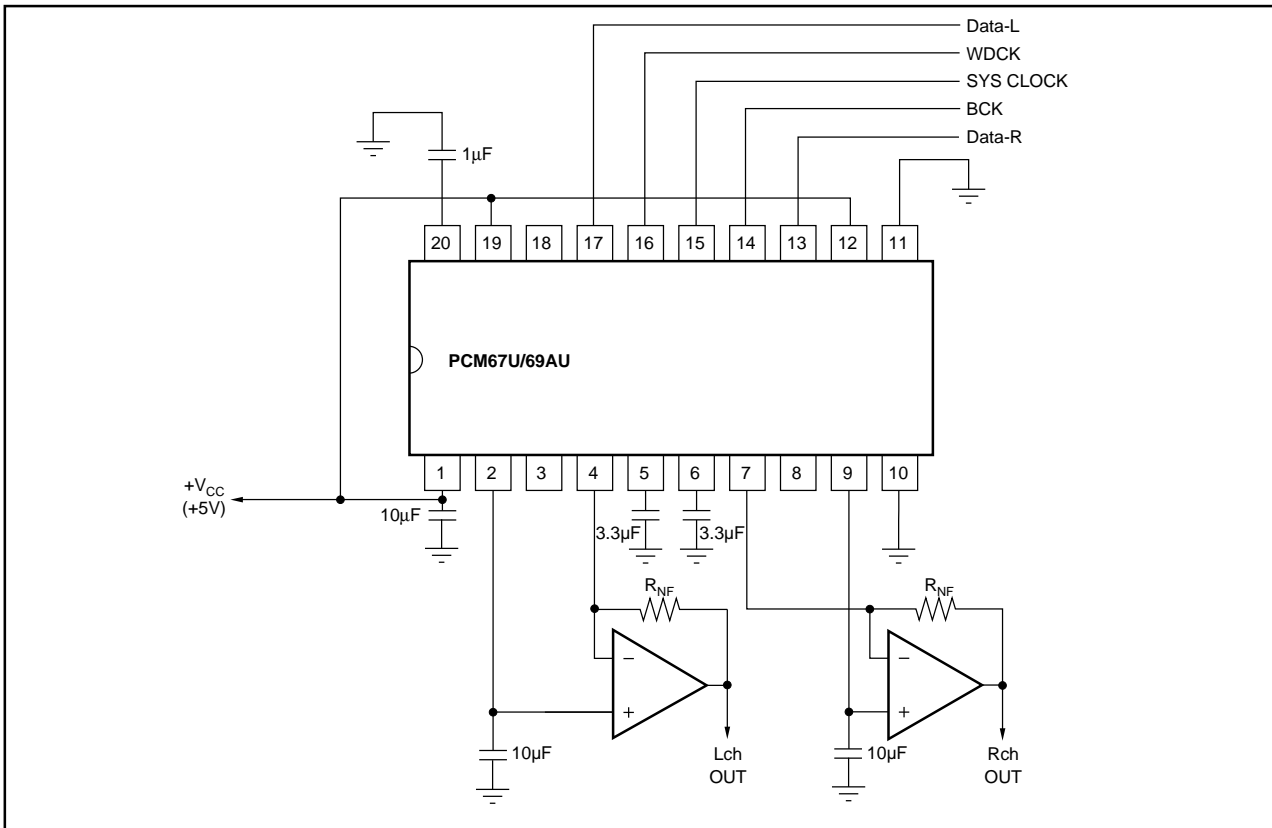 Data-L
WDCK
SYS CLOCK
BCK
Data-R
1μF
20 19 18 17 16 15 14 13 12 11
PCM67U/69AU
1 2 3 4 5 6 7 8 9 10
+VCC
(+5V)
10μF
3.3µF
3.3µF
RNF
RNF
−
+
−
+
10µF
Lch
OUT
10µF
Rch
OUT